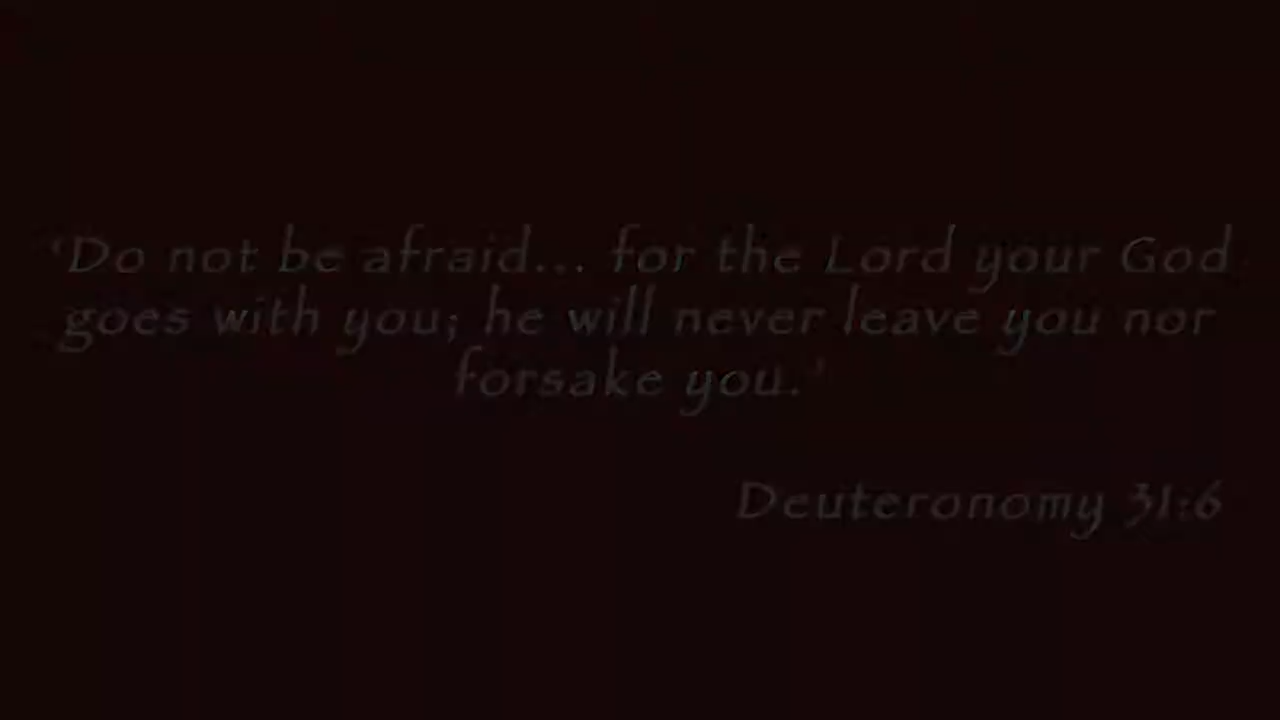 ‘Do not be afraid... for the Lord your God
goes with you; he will never leave you nor
forsake you.’
Deuteronomy 31:6